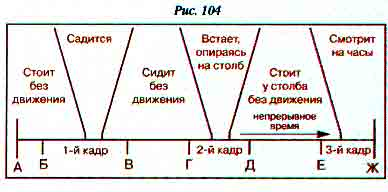 Рис. 104
Садится
Встает,
опираясь
на столб
Смотрит
на часы
Стоит без
движения
Сидит без
движения
Стоит
у столба
без движения
непрерывное
время
1-й кадр
2-й кадр
3-й кадр
А Б В Г Д Е Ж